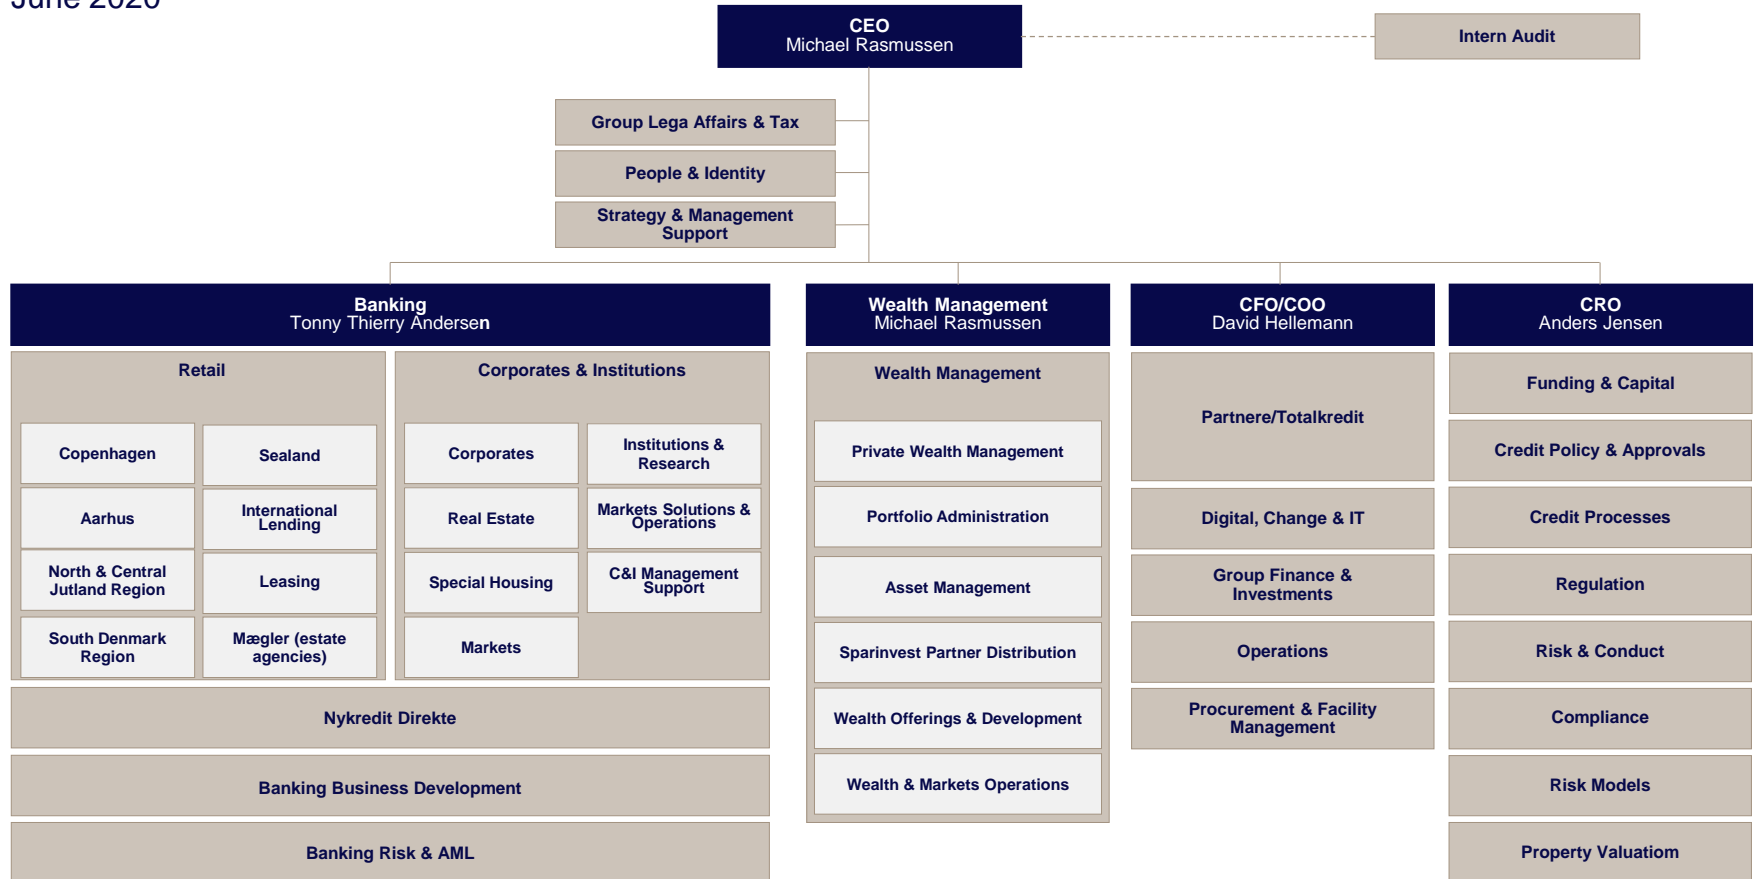 June 2020
CEO
Michael Rasmussen
Intern Audit
Group Lega Affairs & Tax
People & Identity
Strategy & Management
Support
Banking
Tonny Thierry Andersen
Retail
Copenhagen
Sealand
Aarhus
International
Lending
North & Central
Jutland Region
Leasing
South Denmark
Region
Mægler (estate
agencies)
Corporates & Institutions
Corporates
Institutions &
Research
Real Estate
Markets Solutions &
Operations
Special Housing
C&I Management
Support
Markets
Nykredit Direkte
Banking Business Development
Banking Risk & AML
Wealth Management
Michael Rasmussen
Wealth Management
Private Wealth Management
Portfolio Administration
Asset Management
Sparinvest Partner Distribution
Wealth Offerings & Development
Wealth & Markets Operations
CFO/COO
David Hellemann
Partnere/Totalkredit
Digital, Change & IT
Group Finance &
Investments
Operations
Procurement & Facility
Management
CRO
Anders Jensen
Funding & Capital
Credit Policy & Approvals
Credit Processes
Regulation
Risk & Conduct
Compliance
Risk Models
Property Valuatiom